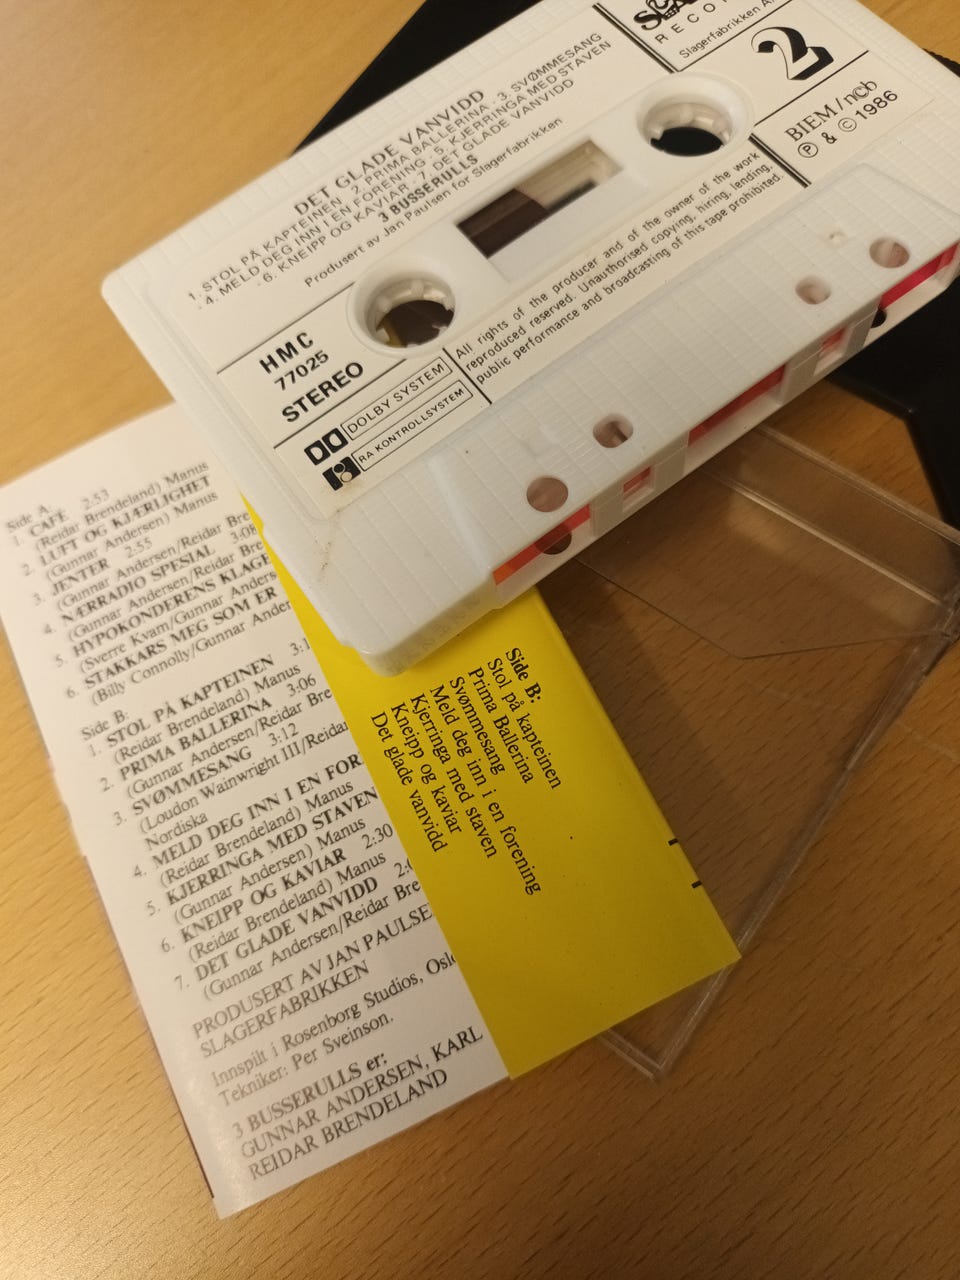 RECO
Slagerfabrikken A
2
BIEM/ncb
Ⓟ & © 1986
DET GLADE VANVIDD
1. STOL PÅ KAPTEINEN · 2. PRIMA BALLERINA · 3. SVØMMESANG
· 4. MELD DEG INN I EN FORENING · 5. KJERRINGA MED STAVEN
· 6. KNEIPP OG KAVIAR · 7. DET GLADE VANVIDD
3 BUSSERULLS
Produsert av Jan Paulsen for Slagerfabrikken
HMC
77025
STEREO
DOLBY SYSTEM
RA KONTROLLSYSTEM
All rights of the producer and of the owner of the work
reproduced reserved. Unauthorised copying, hiring, lending,
public performance and broadcasting of this tape prohibited.
Side A:
1. CAFE 2:53
(Reidar Brendeland) Manus
2. LUFT OG KJÆRLIGHET
(Gunnar Andersen) Manus
3. JENTER 2:55
(Gunnar Andersen/Reidar Bre
4. NÆRRADIO SPESIAL 3:08
(Gunnar Andersen/Reidar Bre
5. HYPOKONDERENS KLAGE
(Sverre Kvam/Gunnar Anders
6. STAKKARS MEG SOM ER
(Billy Connolly/Gunnar Ander
Side B:
1. STOL PÅ KAPTEINEN 3:1
(Reidar Brendeland) Manus
2. PRIMA BALLERINA 3:06
(Gunnar Andersen/Reidar Bre
3. SVØMMESANG 3:12
(Loudon Wainwright III/Reidar
Nordiska
4. MELD DEG INN I EN FOR
(Reidar Brendeland) Manus
5. KJERRINGA MED STAVEN
(Gunnar Andersen) Manus
6. KNEIPP OG KAVIAR 2:30
(Reidar Brendeland) Manus
7. DET GLADE VANVIDD 2:
(Gunnar Andersen/Reidar Bre
PRODUSERT AV JAN PAULSE
SLAGERFABRIKKEN
Innspilt i Rosenborg Studios, Oslo
Tekniker: Per Sveinson.
3 BUSSERULLS er:
GUNNAR ANDERSEN, KARL
REIDAR BRENDELAND
Side B:
Stol på kapteinen
Prima Ballerina
Svømmesang
Meld deg inn i en forening
Kjerringa med staven
Kneipp og kaviar
Det glade vanvidd